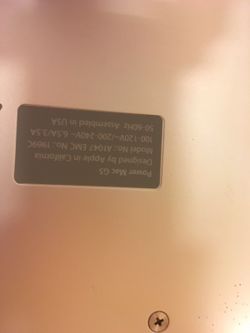 Power Mac G5
Designed by Apple in California
Model No.: A1047 EMC No.: 1969C
100-120V~/200-240V~ 6.5A/3.5A
50-60Hz Assembled in USA